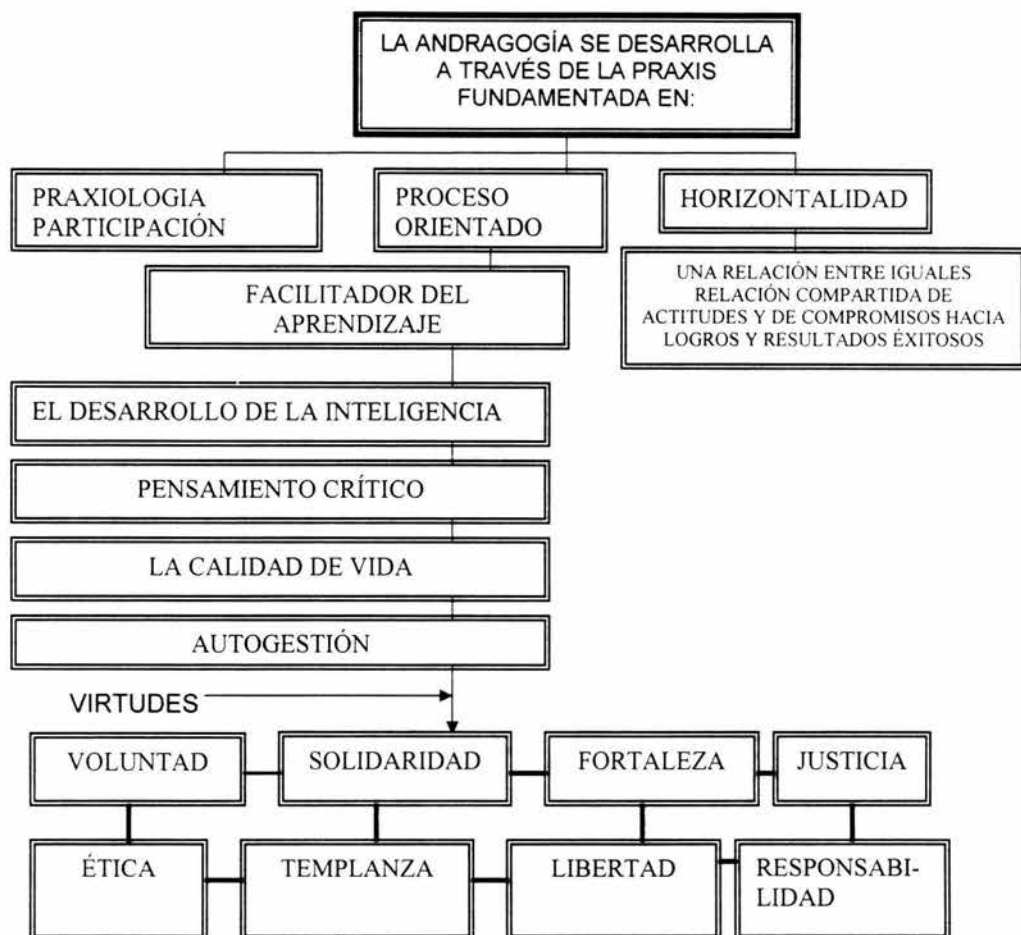 LA ANDRAGOGÍA SE DESARROLLA
A TRAVÉS DE LA PRAXIS
FUNDAMENTADA EN:
PRAXIOLOGIA
PARTICIPACIÓN
PROCESO
ORIENTADO
HORIZONTALIDAD
UNA RELACIÓN ENTRE IGUALES
RELACIÓN COMPARTIDA DE
ACTITUDES Y DE COMPROMISOS HACIA
LOGROS Y RESULTADOS ÉXITOSOS
FACILITADOR DEL
APRENDIZAJE
EL DESARROLLO DE LA INTELIGENCIA
PENSAMIENTO CRÍTICO
LA CALIDAD DE VIDA
AUTOGESTIÓN
VIRTUDES
VOLUNTAD
SOLIDARIDAD
FORTALEZA
JUSTICIA
ÉTICA
TEMPLANZA
LIBERTAD
RESPONSABI-
LIDAD